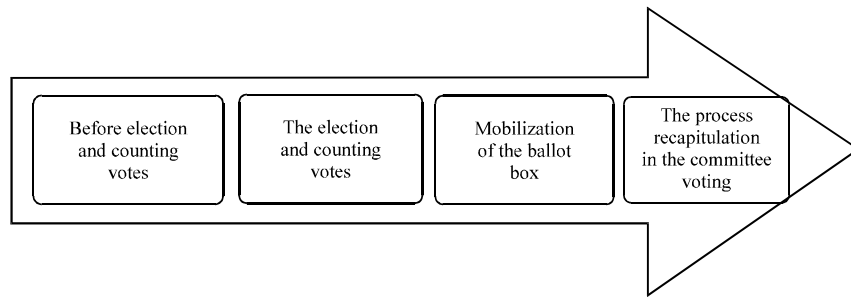 Before election
and counting
votes
The election
and counting
votes
Mobilization
of the ballot
box
The process
recapitulation
in the committee
voting